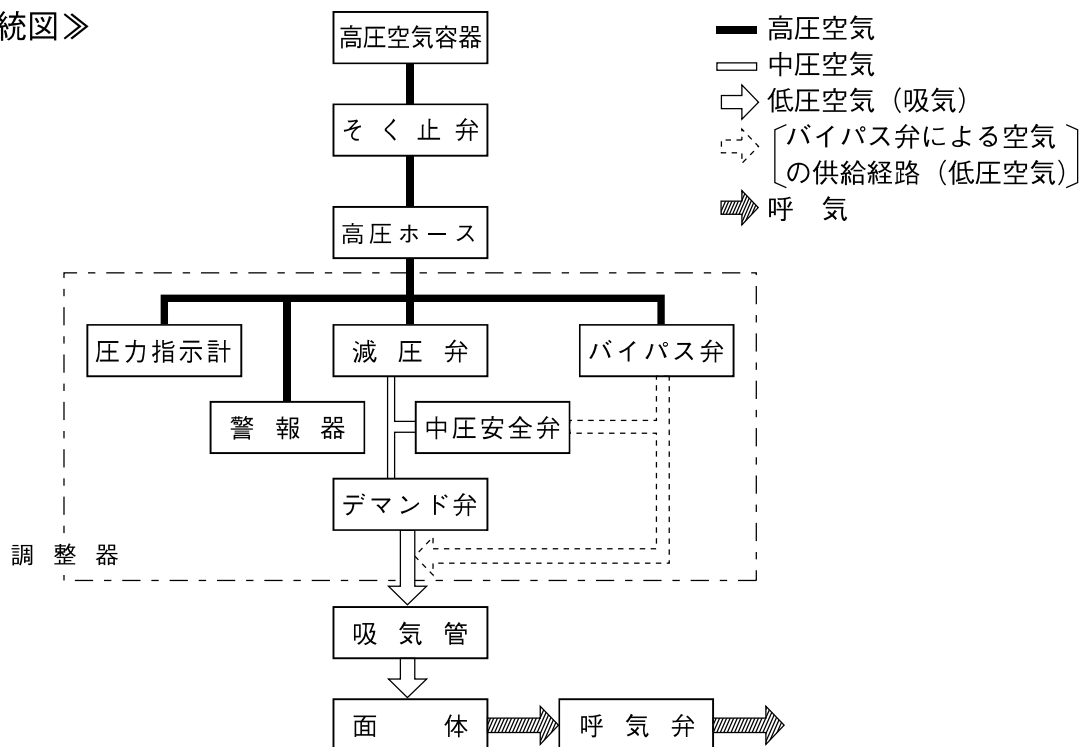 統図≫
高圧空気容器
そく止弁
高圧ホース
圧力指示計
減圧弁
バイパス弁
警報器
中圧安全弁
デマンド弁
調整器
吸気管
面体
呼気弁
高圧空気
中圧空気
低圧空気（吸気）
バイパス弁による空気
の供給経路（低圧空気）
呼気